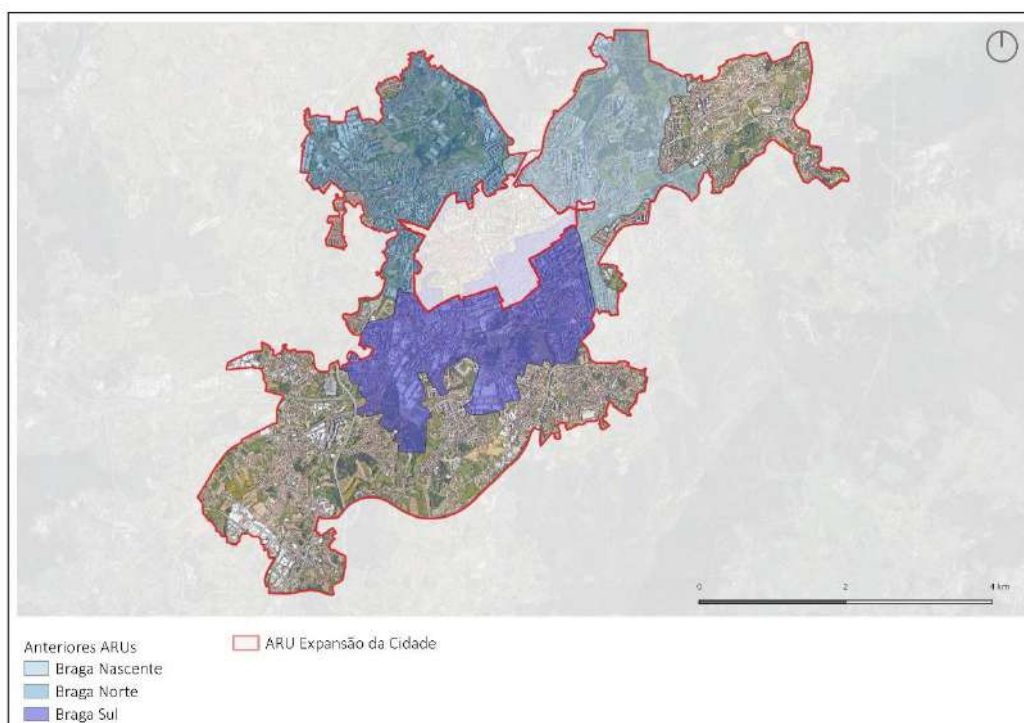 0 2 4 km
Anteriores ARUs
ARU Expansão da Cidade
Braga Nascente
Braga Norte
Braga Sul